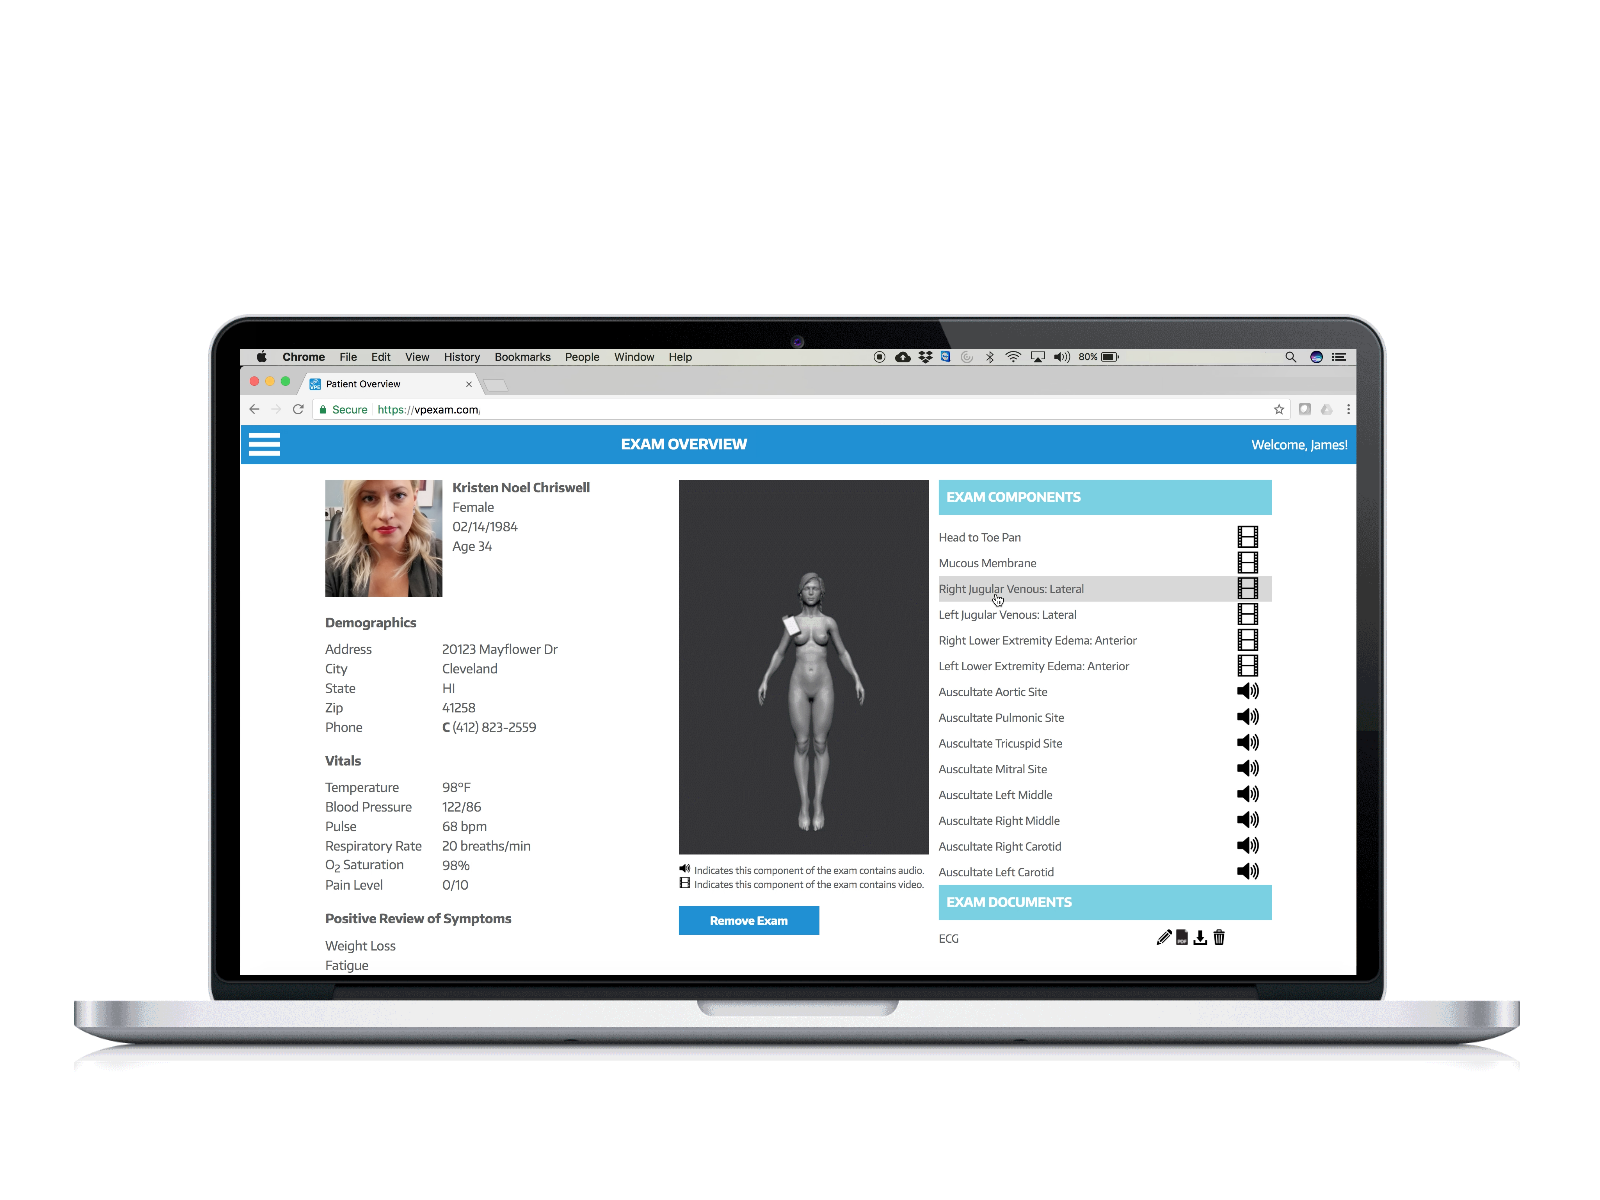 Chrome File Edit View History Bookmarks People Window Help 80%
Patient Overview ×
Secure https://vpexam.com/
EXAM OVERVIEW
Welcome, James!
Kristen Noel Chriswell
Female
02/14/1984
Age 34
Demographics
Address 20123 Mayflower Dr
City Cleveland
State HI
Zip 41258
Phone C (412) 823-2559
Vitals
Temperature 98°F
Blood Pressure 122/86
Pulse 68 bpm
Respiratory Rate 20 breaths/min
O2 Saturation 98%
Pain Level 0/10
Positive Review of Symptoms
Weight Loss
Fatigue
Indicates this component of the exam contains audio.
Indicates this component of the exam contains video.
Remove Exam
EXAM COMPONENTS
Head to Toe Pan
Mucous Membrane
Right Jugular Venous: Lateral
Left Jugular Venous: Lateral
Right Lower Extremity Edema: Anterior
Left Lower Extremity Edema: Anterior
Auscultate Aortic Site
Auscultate Pulmonic Site
Auscultate Tricuspid Site
Auscultate Mitral Site
Auscultate Left Middle
Auscultate Right Middle
Auscultate Right Carotid
Auscultate Left Carotid
EXAM DOCUMENTS
ECG